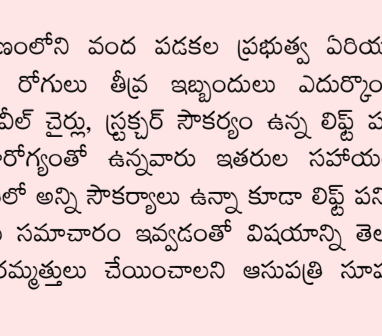 ణంలోని వంద పడకల ప్రభుత్వ ఏరియ
రోగులు తీవ్ర ఇబ్బందులు ఎదుర్కొం
వీల్ చైర్లు, స్ట్రక్చర్ సౌకర్యం ఉన్న లిఫ్ట్ ప
రోగ్యంతో ఉన్నవారు ఇతరుల సహాయ
లో అన్ని సౌకర్యాలు ఉన్నా కూడా లిఫ్ట్ పని
సమాచారం ఇవ్వడంతో విషయాన్ని తెల
రమ్మత్తులు చేయించాలని ఆసుపత్రి సూప